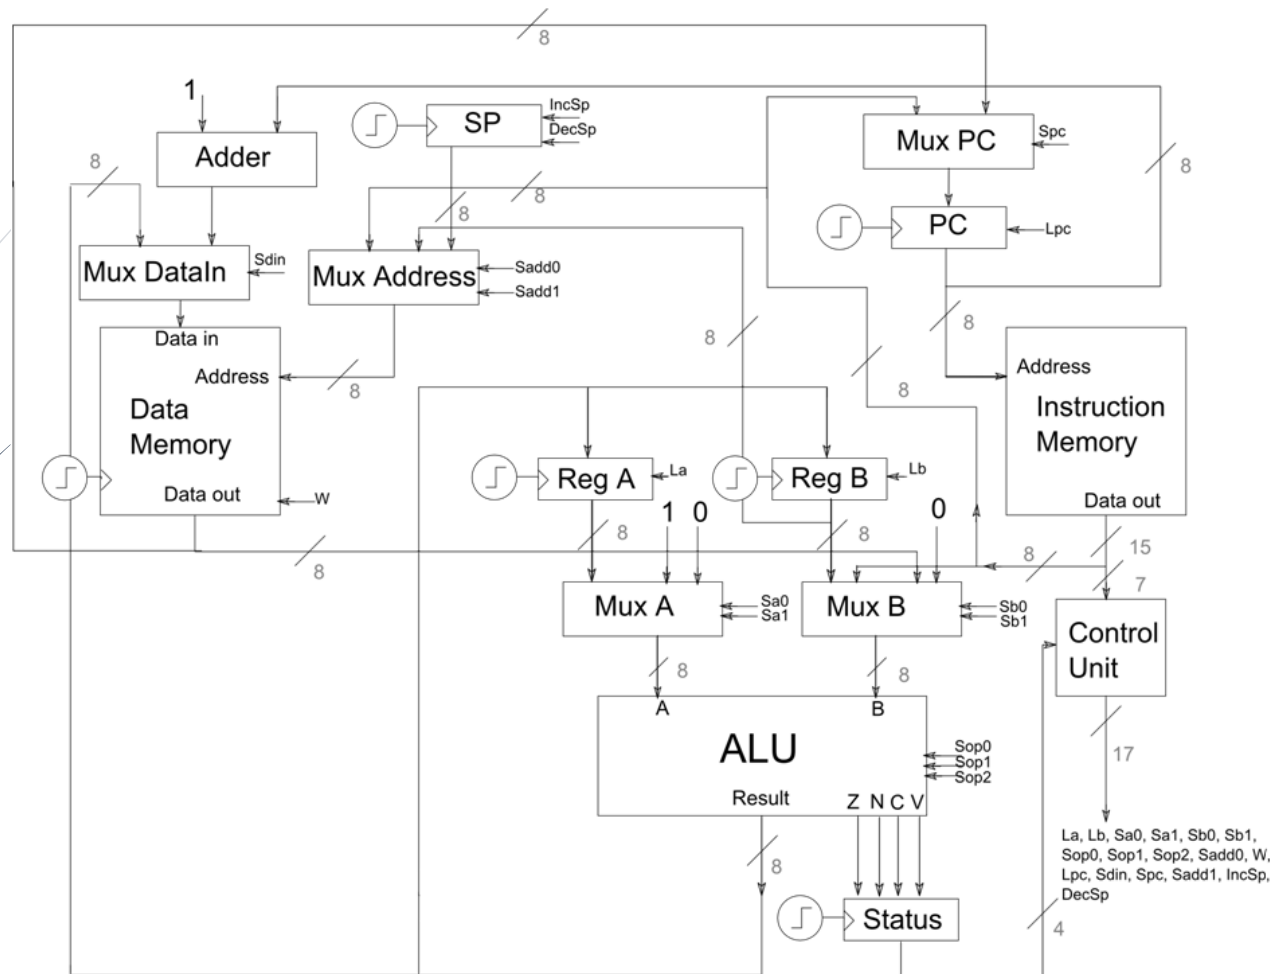 8
1
IncSp
SP
DecSp
Mux PC
Spc
Adder
8
8
8
8
PC
Lpc
Mux DataIn
Sdin
Mux Address
Sadd0
Sadd1
8
8
Data in
Address
8
8
Address
Data
Memory
Instruction
Memory
Reg A
La
Reg B
Lb
Data out
W
Data out
1 0
0
8
8
15
8
8
7
Mux A
Sa0
Sa1
Mux B
Sb0
Sb1
Control
Unit
8
8
A
B
ALU
Sop0
Sop1
Sop2
17
Result
Z N C V
La, Lb, Sa0, Sa1, Sb0, Sb1,
Sop0, Sop1, Sop2, Sadd0, W,
Lpc, Sdin, Spc, Sadd1, IncSp,
DecSp
8
Status
4